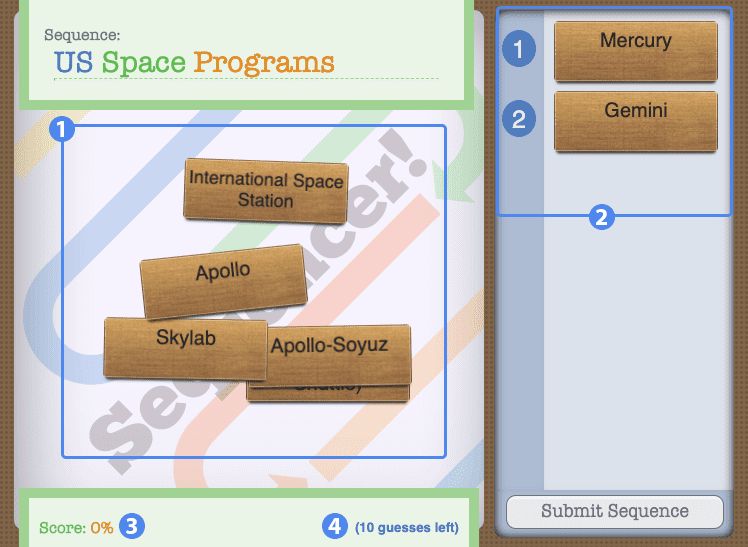 Sequence:
US Space Programs
1
Mercury
2
Gemini
1
2
International Space
Station
Apollo
Skylab
Apollo-Soyuz
Sequencer!
Score: 0% 3
4 (10 guesses left)
Submit Sequence